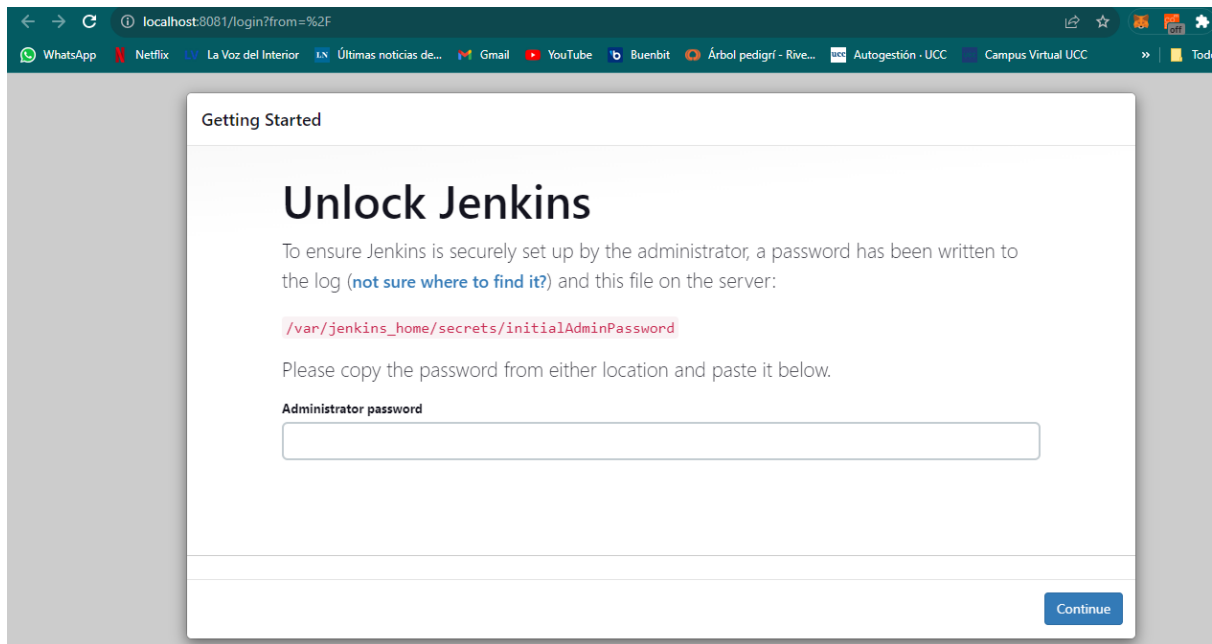 localhost:8081/login?from=%2F
off
WhatsApp Netflix La Voz del Interior LN Últimas noticias de... Gmail YouTube Buenbit Árbol pedigrí - Rive... ucc Autogestión · UCC Campus Virtual UCC » Tod
Getting Started
Unlock Jenkins
To ensure Jenkins is securely set up by the administrator, a password has been written to
the log (not sure where to find it?) and this file on the server:
/var/jenkins_home/secrets/initialAdminPassword
Please copy the password from either location and paste it below.
Administrator password
Continue